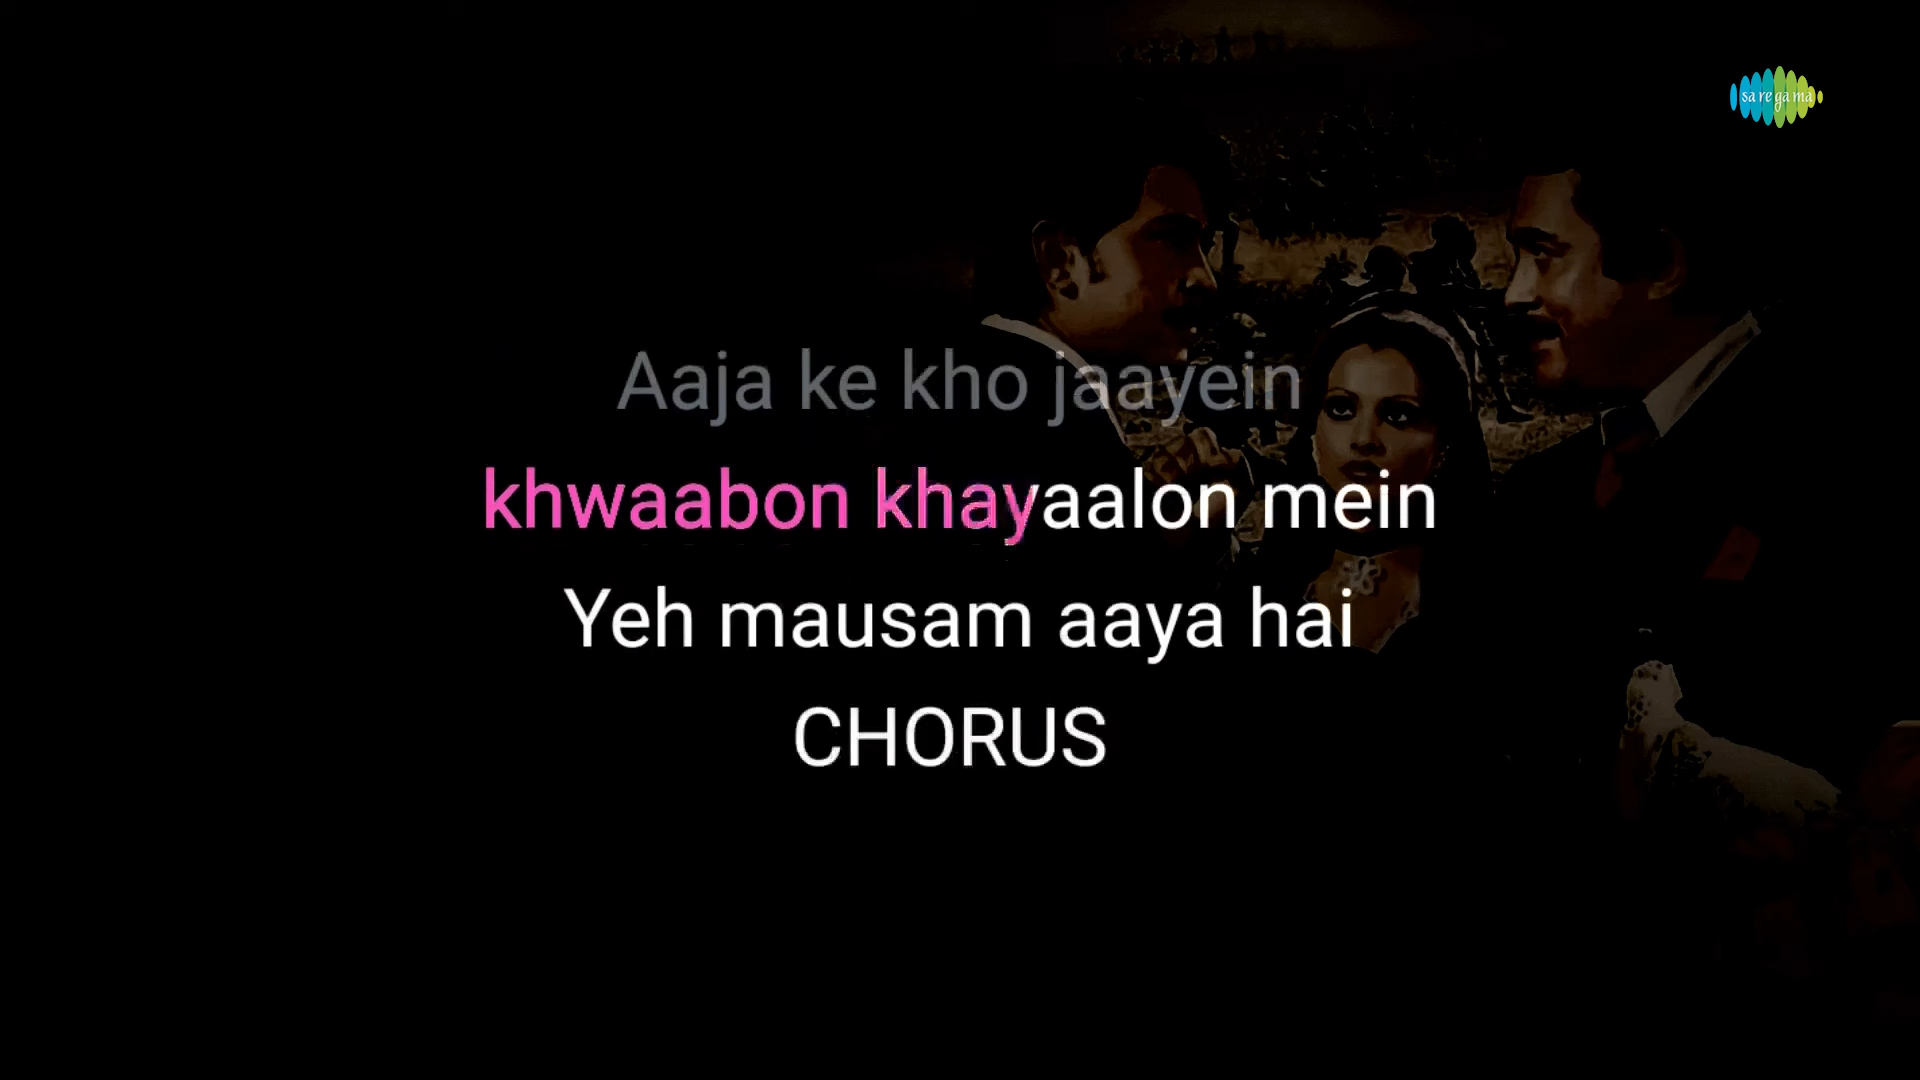 sa re ga ma
Aaja ke kho jaayein
khwaabon khayaalon mein
Yeh mausam aaya hai
CHORUS